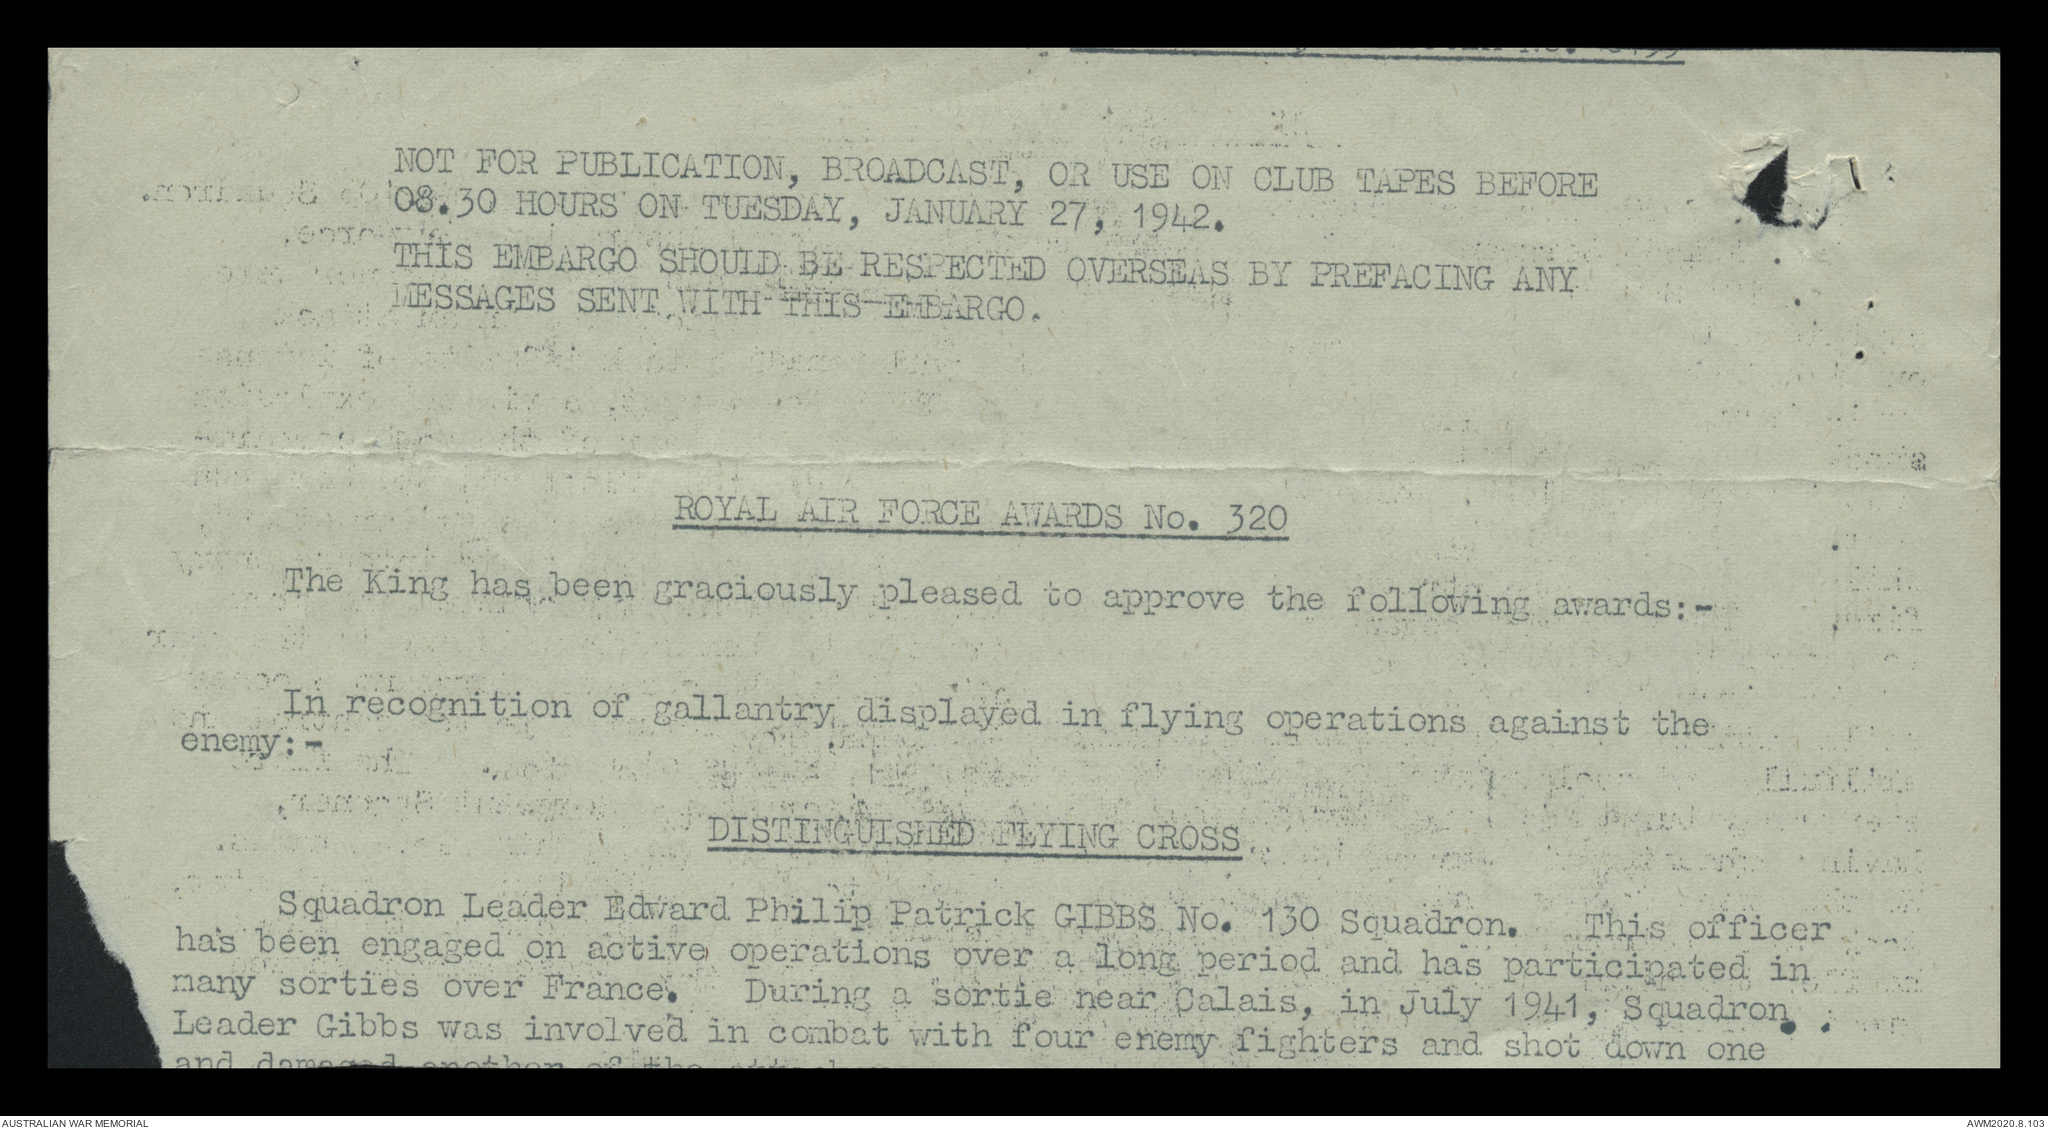 NOT FOR PUBLICATION, BROADCAST, OR USE ON CLUB TAPES BEFORE
08.30 HOURS ON TUESDAY, JANUARY 27, 1942.
THIS EMBARGO SHOULD BE RESPECTED OVERSEAS BY PREFACING ANY
MESSAGES SENT WITH THIS EMBARGO.
ROYAL AIR FORCE AWARDS No. 320
The King has been graciously pleased to approve the following awards:-
In recognition of gallantry displayed in flying operations against the
enemy:-
DISTINGUISHED FLYING CROSS
Squadron Leader Edward Philip Patrick GIBBS No. 130 Squadron. This officer
has been engaged on active operations over a long period and has participated in
many sorties over France. During a sortie near Calais, in July 1941, Squadron
Leader Gibbs was involved in combat with four enemy fighters and shot down one
and damaged another of the
AUSTRALIAN WAR MEMORIAL
AWM2020.8.103